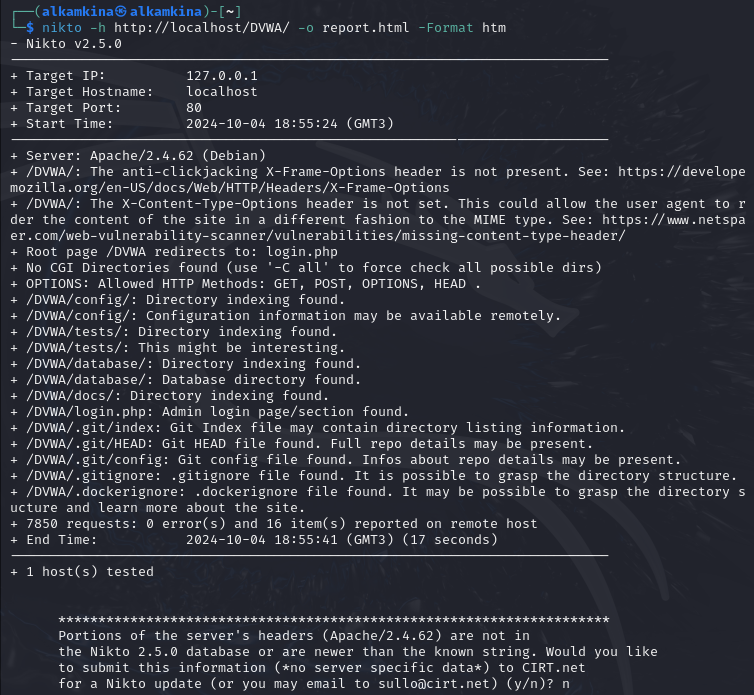 ┌──(alkamkina㉿alkamkina)-[~]
└─$ nikto -h http://localhost/DVWA/ -o report.html -Format htm
- Nikto v2.5.0
---------------------------------------------------------------------------
+ Target IP:          127.0.0.1
+ Target Hostname:    localhost
+ Target Port:        80
+ Start Time:         2024-10-04 18:55:24 (GMT3)
---------------------------------------------------------------------------
+ Server: Apache/2.4.62 (Debian)
+ /DVWA/: The anti-clickjacking X-Frame-Options header is not present. See: https://develope
mozilla.org/en-US/docs/Web/HTTP/Headers/X-Frame-Options
+ /DVWA/: The X-Content-Type-Options header is not set. This could allow the user agent to r
der the content of the site in a different fashion to the MIME type. See: https://www.netspa
er.com/web-vulnerability-scanner/vulnerabilities/missing-content-type-header/
+ Root page /DVWA redirects to: login.php
+ No CGI Directories found (use '-C all' to force check all possible dirs)
+ OPTIONS: Allowed HTTP Methods: GET, POST, OPTIONS, HEAD .
+ /DVWA/config/: Directory indexing found.
+ /DVWA/config/: Configuration information may be available remotely.
+ /DVWA/tests/: Directory indexing found.
+ /DVWA/tests/: This might be interesting.
+ /DVWA/database/: Directory indexing found.
+ /DVWA/database/: Database directory found.
+ /DVWA/docs/: Directory indexing found.
+ /DVWA/login.php: Admin login page/section found.
+ /DVWA/.git/index: Git Index file may contain directory listing information.
+ /DVWA/.git/HEAD: Git HEAD file found. Full repo details may be present.
+ /DVWA/.git/config: Git config file found. Infos about repo details may be present.
+ /DVWA/.gitignore: .gitignore file found. It is possible to grasp the directory structure.
+ /DVWA/.dockerignore: .dockerignore file found. It may be possible to grasp the directory s
ucture and learn more about the site.
+ 7850 requests: 0 error(s) and 16 item(s) reported on remote host
+ End Time:           2024-10-04 18:55:41 (GMT3) (17 seconds)
---------------------------------------------------------------------------
+ 1 host(s) tested
*********************************************************************
Portions of the server's headers (Apache/2.4.62) are not in
the Nikto 2.5.0 database or are newer than the known string. Would you like
to submit this information (*no server specific data*) to CIRT.net
for a Nikto update (or you may email to sullo@cirt.net) (y/n)? n